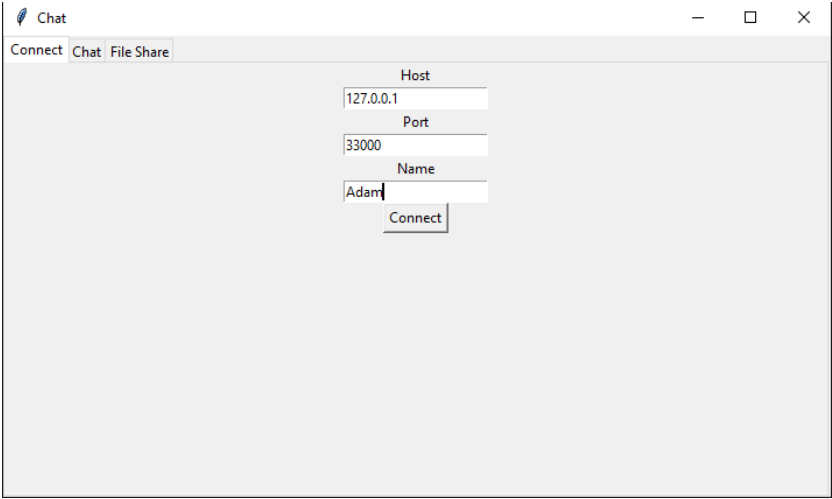 Chat
Connect Chat File Share
Host
127.0.0.1
Port
33000
Name
Adam
Connect